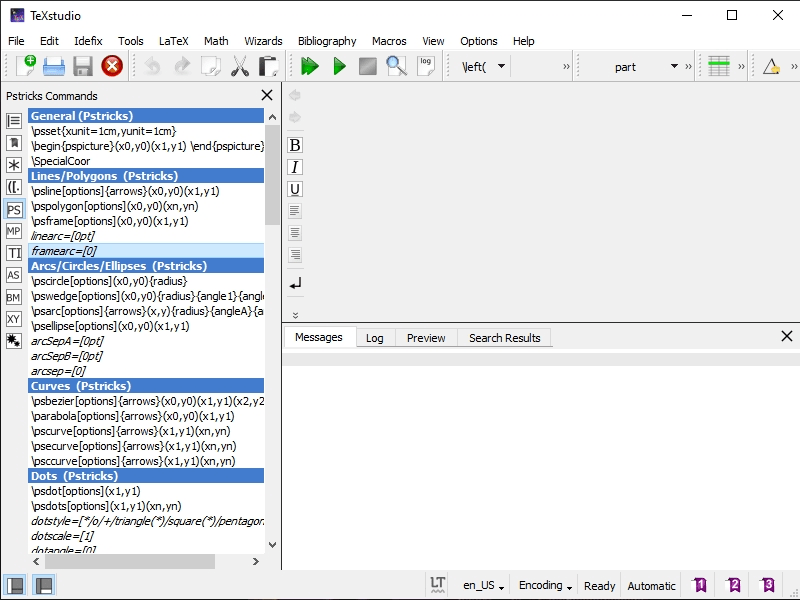 TeXstudio
File Edit Idefix Tools LaTeX Math Wizards Bibliography Macros View Options Help
log \left( part
Pstricks Commands
General (Pstricks)
\psset{xunit=1cm,yunit=1cm}
\begin{pspicture}(x0,y0)(x1,y1) \end{pspicture}
\SpecialCoor
Lines/Polygons (Pstricks)
\psline[options]{arrows}(x0,y0)(x1,y1)
\pspolygon[options](x0,y0)(xn,yn)
\psframe[options](x0,y0)(x1,y1)
linearc=[0pt]
framearc=[0]
Arcs/Circles/Ellipses (Pstricks)
\pscircle[options](x0,y0){radius}
\pswedge[options](x0,y0){radius}{angle1}{angle
\psarc[options]{arrows}(x,y){radius}{angleA}{a
\psellipse[options](x0,y0)(x1,y1)
arcSepA=[0pt]
arcSepB=[0pt]
arcsep=[0]
Curves (Pstricks)
\psbezier[options]{arrows}(x0,y0)(x1,y1)(x2,y2
\parabola[options]{arrows}(x0,y0)(x1,y1)
\pscurve[options]{arrows}(x1,y1)(xn,yn)
\psecurve[options]{arrows}(x1,y1)(xn,yn)
\psccurve[options]{arrows}(x1,y1)(xn,yn)
Dots (Pstricks)
\psdot[options](x1,y1)
\psdots[options](x1,y1)(xn,yn)
dotstyle=[*/o/+/triangle(*)/square(*)/pentagon
dotscale=[1]
dotangle=[0]
PS
MP
TI
AS
BM
XY
B
I
U
Messages Log Preview Search Results
LT en_US Encoding Ready Automatic 1 2 3